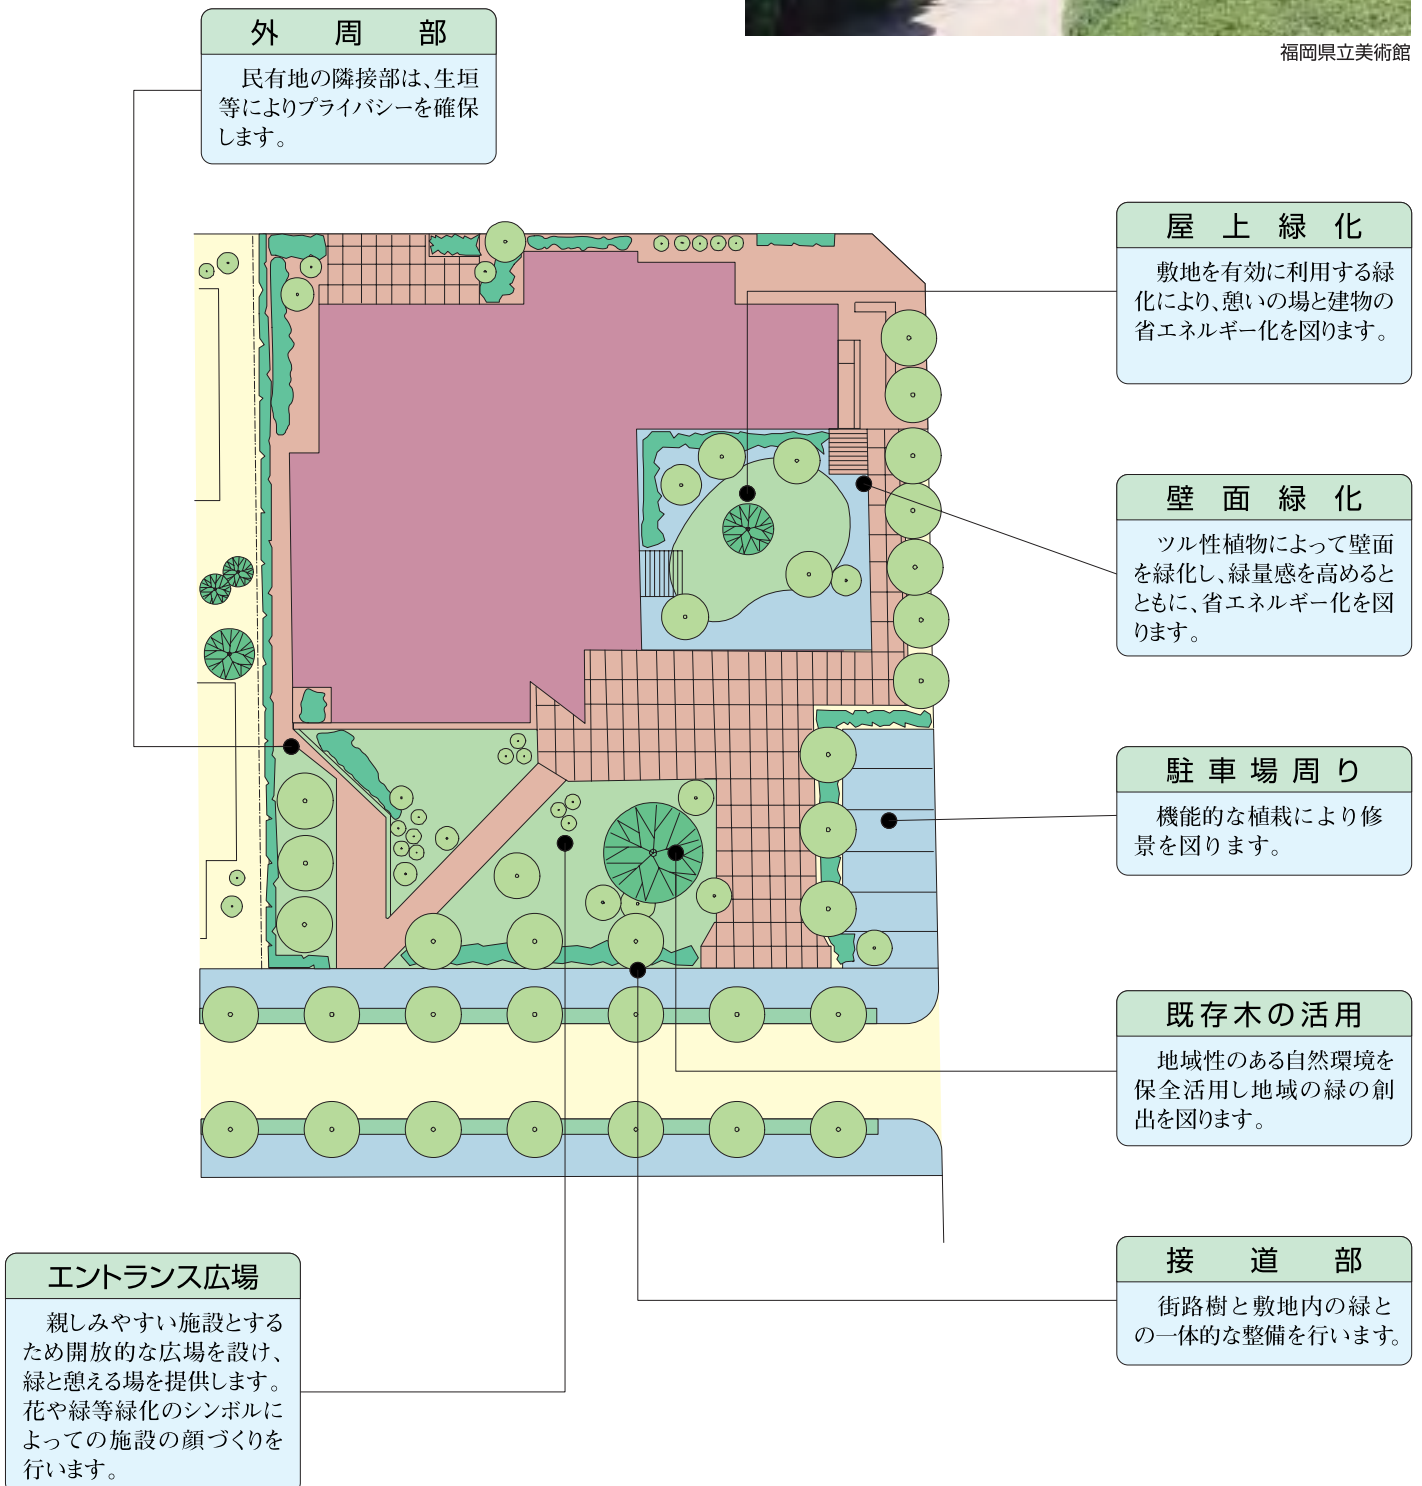 福岡県立美術館
外周部
民有地の隣接部は、生垣
等によりプライバシーを確保
します。
屋上緑化
敷地を有効に利用する緑
化により、憩いの場と建物の
省エネルギー化を図ります。
壁面緑化
ツル性植物によって壁面
を緑化し、緑量感を高めると
ともに、省エネルギー化を図
ります。
駐車場周り
機能的な植栽により修
景を図ります。
既存木の活用
地域性のある自然環境を
保全活用し地域の緑の創
出を図ります。
接道部
街路樹と敷地内の緑と
の一体的な整備を行います。
エントランス広場
親しみやすい施設とする
ため開放的な広場を設け、
緑と憩える場を提供します。
花や緑等緑化のシンボルに
よっての施設の顔づくりを
行います。